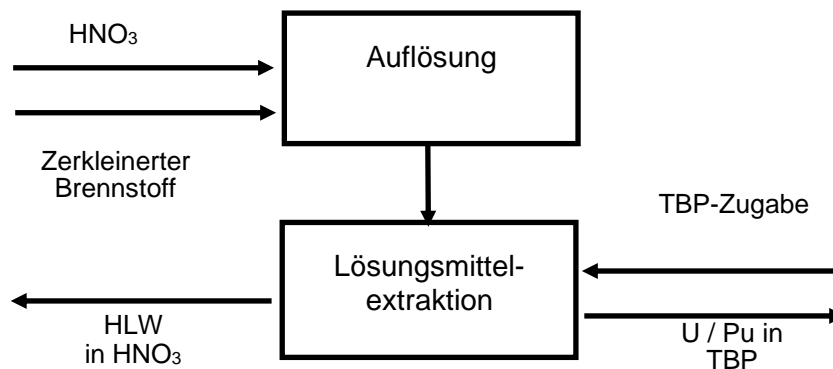 HNO₃
Auflösung
Zerkleinerter
Brennstoff
TBP-Zugabe
Lösungsmittel-
extraktion
HLW
in HNO₃
U / Pu in
TBP